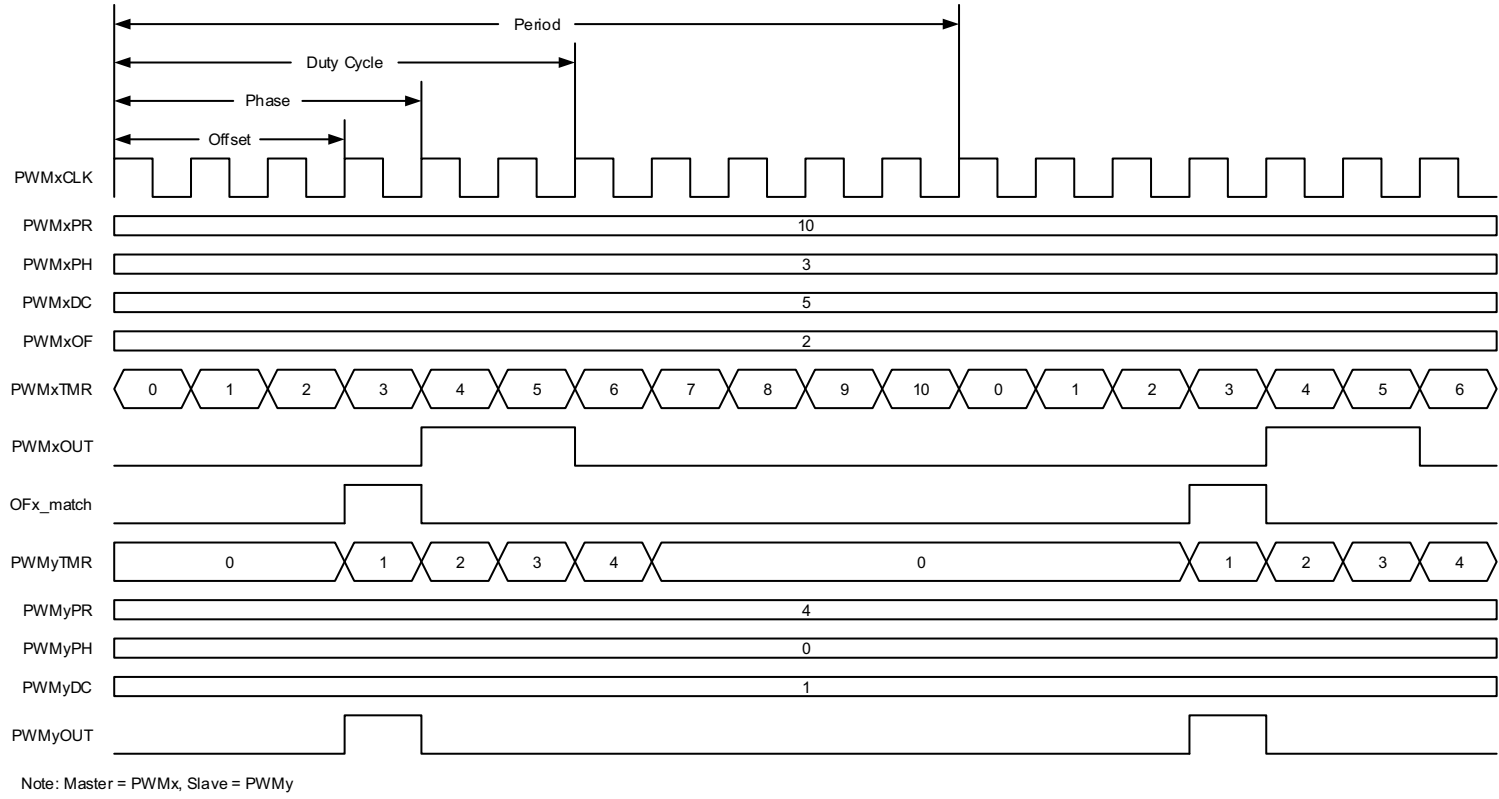 Period
Duty Cycle
Phase
Offset
PWMxCLK
PWMxPR 10
PWMxPH 3
PWMxDC 5
PWMxOF 2
PWMxTMR 0 1 2 3 4 5 6 7 8 9 10 0 1 2 3 4 5 6
PWMxOUT
OFx_match
PWMyTMR 0 1 2 3 4 0 1 2 3 4
PWMyPR 4
PWMyPH 0
PWMyDC 1
PWMyOUT
Note: Master = PWMx, Slave = PWMy